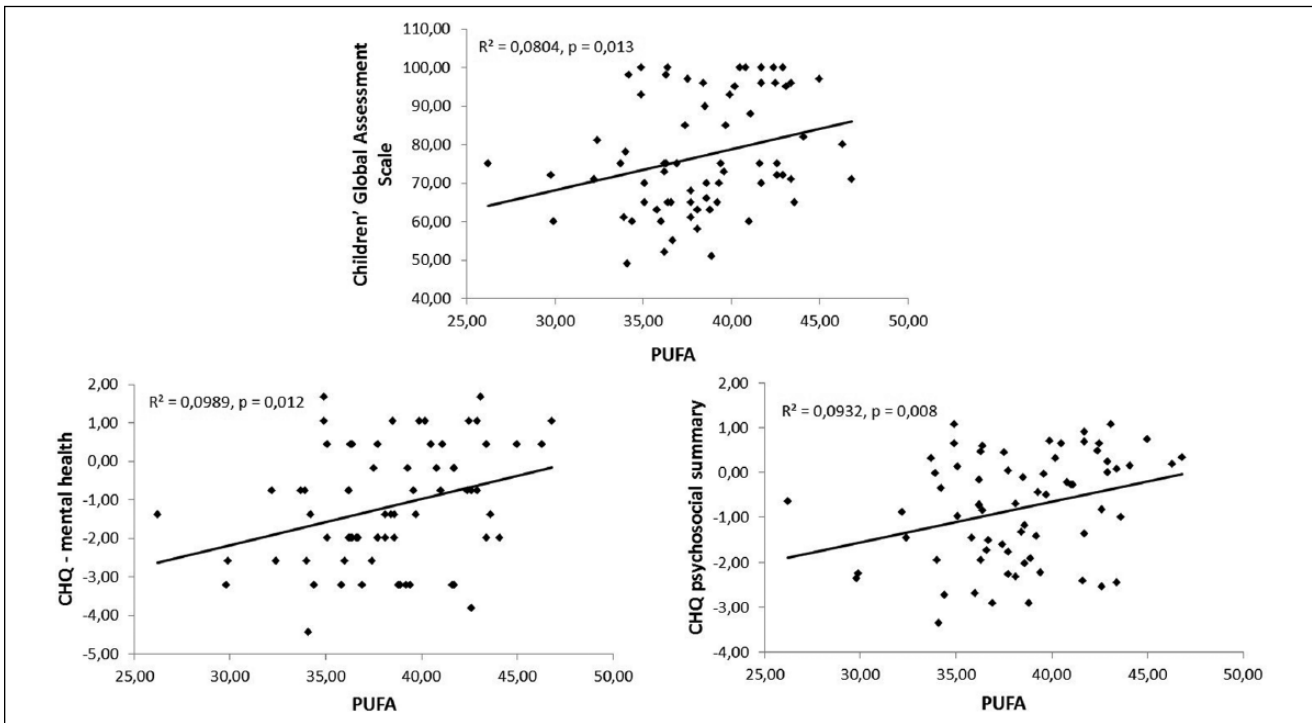 R² = 0,0804, p = 0,013
110,00
100,00
90,00
80,00
70,00
60,00
50,00
40,00
Children' Global Assessment
Scale
25,00 30,00 35,00 40,00 45,00 50,00
PUFA
R² = 0,0989, p = 0,012
2,00
1,00
0,00
-1,00
-2,00
-3,00
-4,00
-5,00
CHQ - mental health
25,00 30,00 35,00 40,00 45,00 50,00
PUFA
R² = 0,0932, p = 0,008
2,00
1,00
0,00
-1,00
-2,00
-3,00
-4,00
CHQ psychosocial summary
25,00 30,00 35,00 40,00 45,00 50,00
PUFA